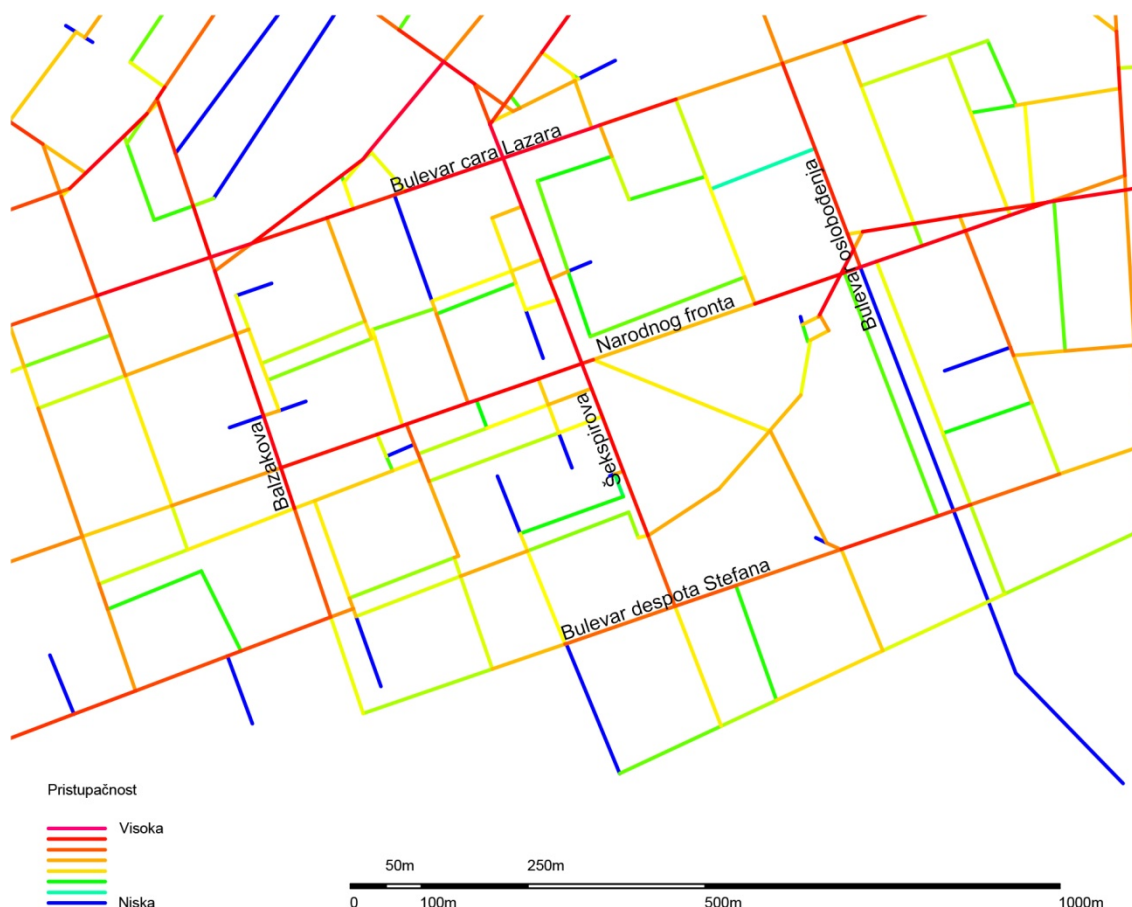 Bulevar cara Lazara
Bulevar oslobođenja
Bulevar
Narodnog fronta
Šekspirova
Balzakova
Bulevar despota Stefana
Pristupačnost
Visoka
Niska
50m 250m
0 100m 500m 1000m